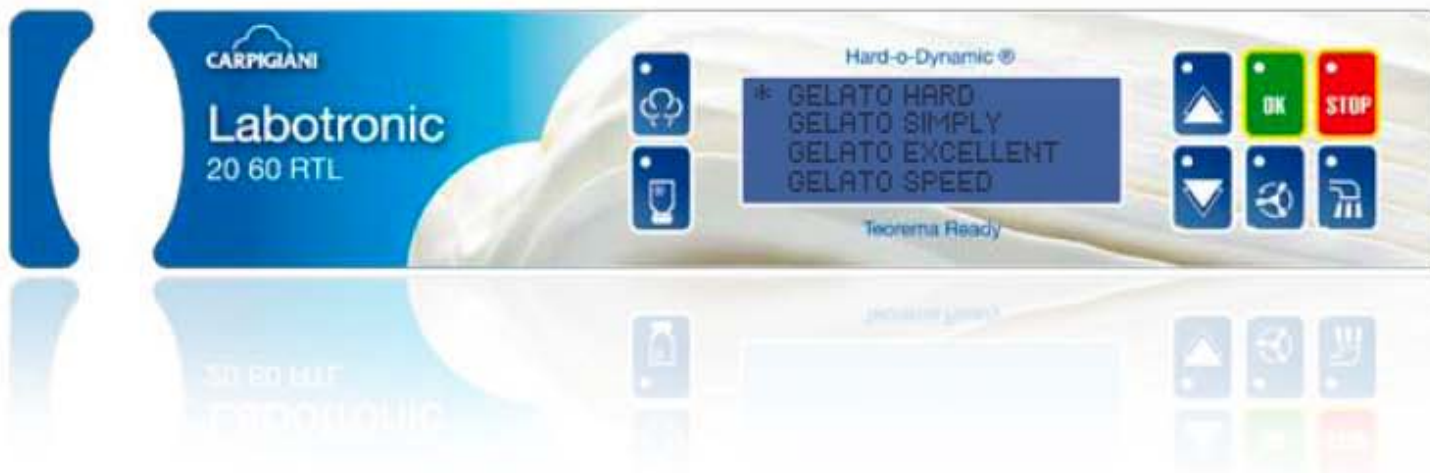 CARPIGIANI
Labotronic
20 60 RTL
Hard-o-Dynamic ®
* GELATO HARD
GELATO SIMPLY
GELATO EXCELLENT
GELATO SPEED
Teorema Ready
OK
STOP